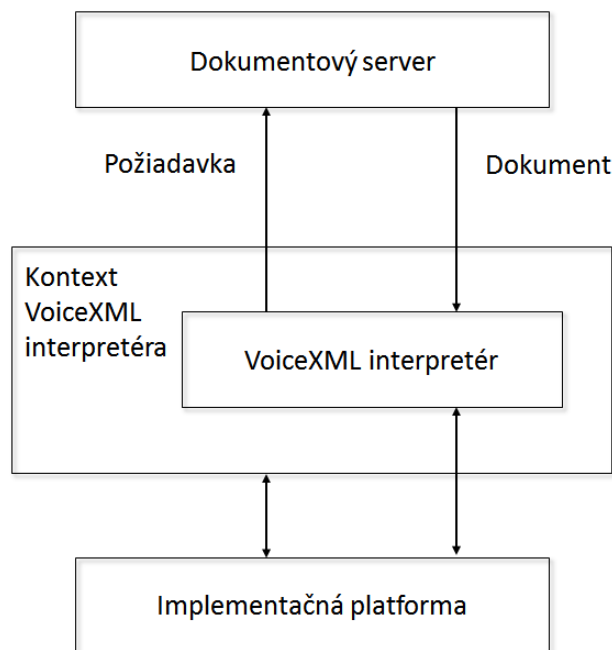 Dokumentový server
Požiadavka
Dokument
Kontext
VoiceXML
interpretéra
VoiceXML interpretér
Implementačná platforma